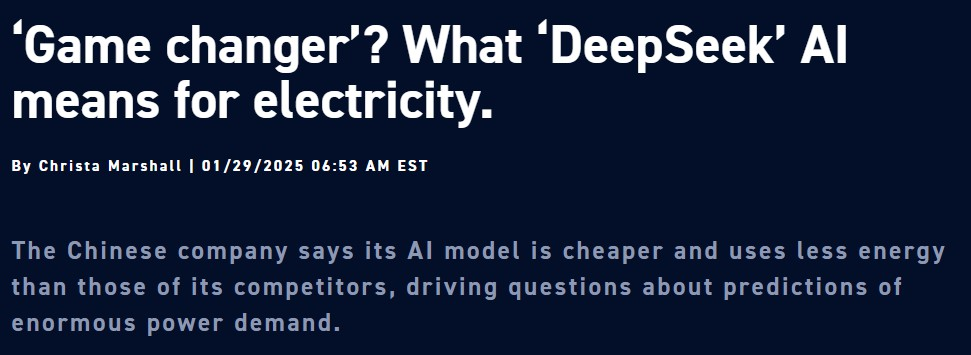 ‘Game changer’? What ‘DeepSeek’ AI
means for electricity.
By Christa Marshall | 01/29/2025 06:53 AM EST
The Chinese company says its AI model is cheaper and uses less energy
than those of its competitors, driving questions about predictions of
enormous power demand.